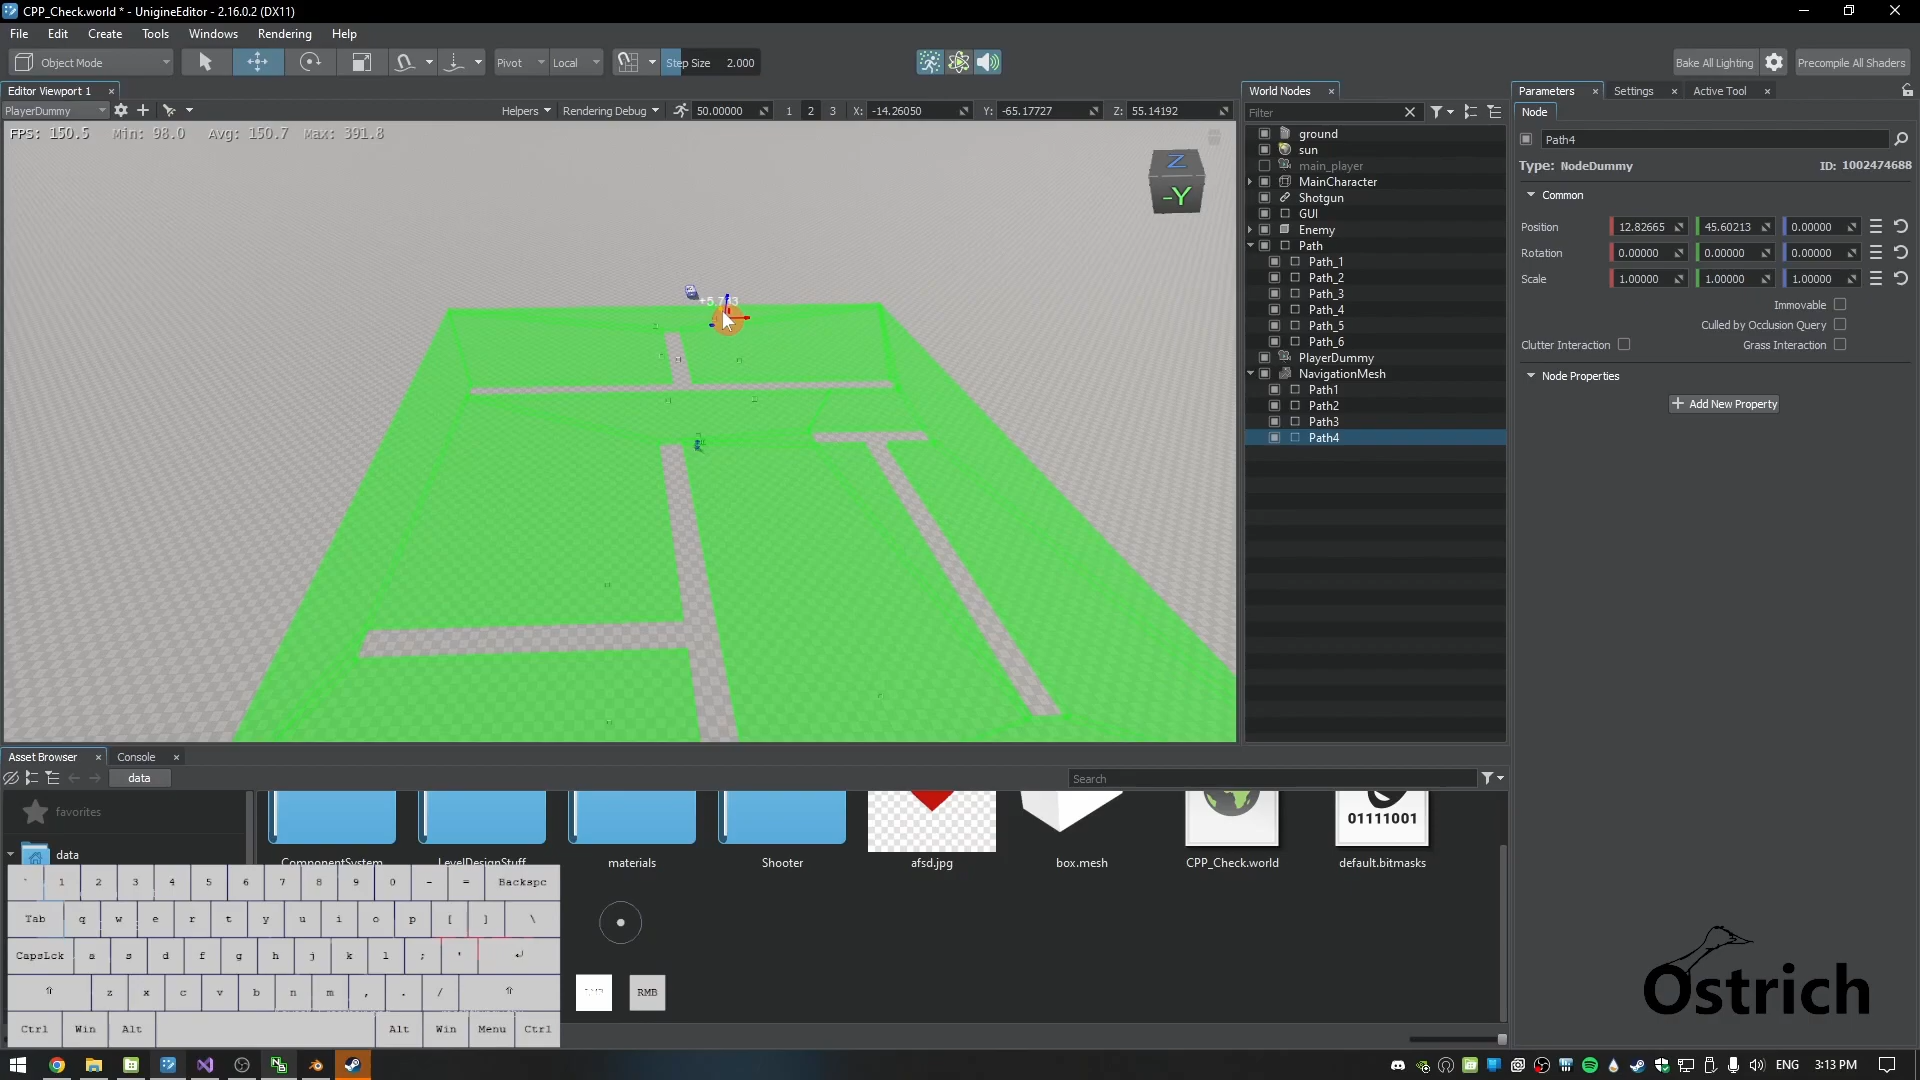 CPP_Check.world * - UnigineEditor - 2.16.0.2 (DX11)
File Edit Create Tools Windows Rendering Help
Object Mode Pivot Local Step Size 2.000 Bake All Lighting Precompile All Shaders
Editor Viewport 1
PlayerDummy Helpers Rendering Debug 50.00000 1 2 3 X: -14.26050 Y: -65.17727 Z: 55.14192
FPS: 150.5 Min: 98.0 Avg: 150.7 Max: 391.8
Z
-Y
World Nodes
Filter
ground
sun
main_player
MainCharacter
Shotgun
GUI
Enemy
Path
Path_1
Path_2
Path_3
Path_4
Path_5
Path_6
PlayerDummy
NavigationMesh
Path1
Path2
Path3
Path4
Parameters Settings Active Tool
Node
Path4
Type: NodeDummy ID: 1002474688
Common
Position 12.82665 45.60213 0.00000
Rotation 0.00000 0.00000 0.00000
Scale 1.00000 1.00000 1.00000
Immovable
Culled by Occlusion Query
Clutter Interaction Grass Interaction
Node Properties
Add New Property
Asset Browser Console
data Search
favorites
data
ComponentSystem LevelDesignStuff materials Shooter afsd.jpg box.mesh CPP_Check.world default.bitmasks
01111001
` 1 2 3 4 5 6 7 8 9 0 - = Backspc
Tab q w e r t y u i o p [ ] \
CapsLck a s d f g h j k l ; ' ↵
⇧ z x c v b n m , . / ⇧
Ctrl Win Alt Alt Win Menu Ctrl
RMB
Ostrich
ENG 3:13 PM